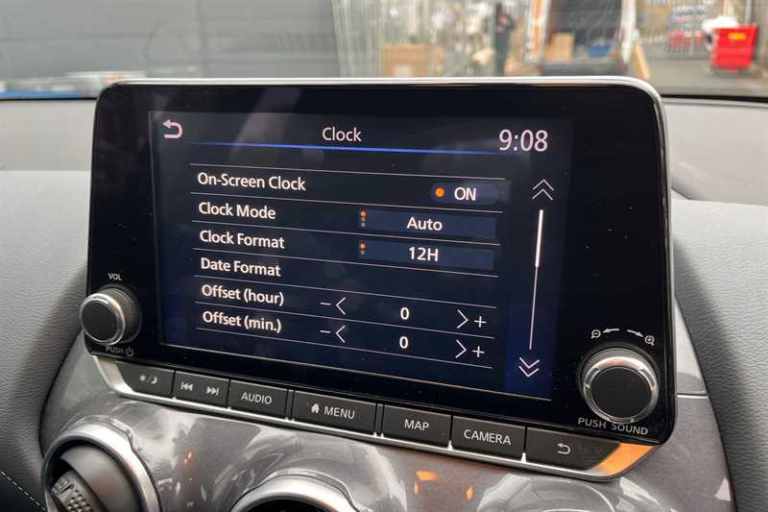 Clock 9:08
On-Screen Clock ON
Clock Mode Auto
Clock Format 12H
Date Format
Offset (hour) − < 0 > +
Offset (min.) − < 0 > +
VOL
PUSH
PUSH SOUND
AUDIO
MENU
MAP
CAMERA